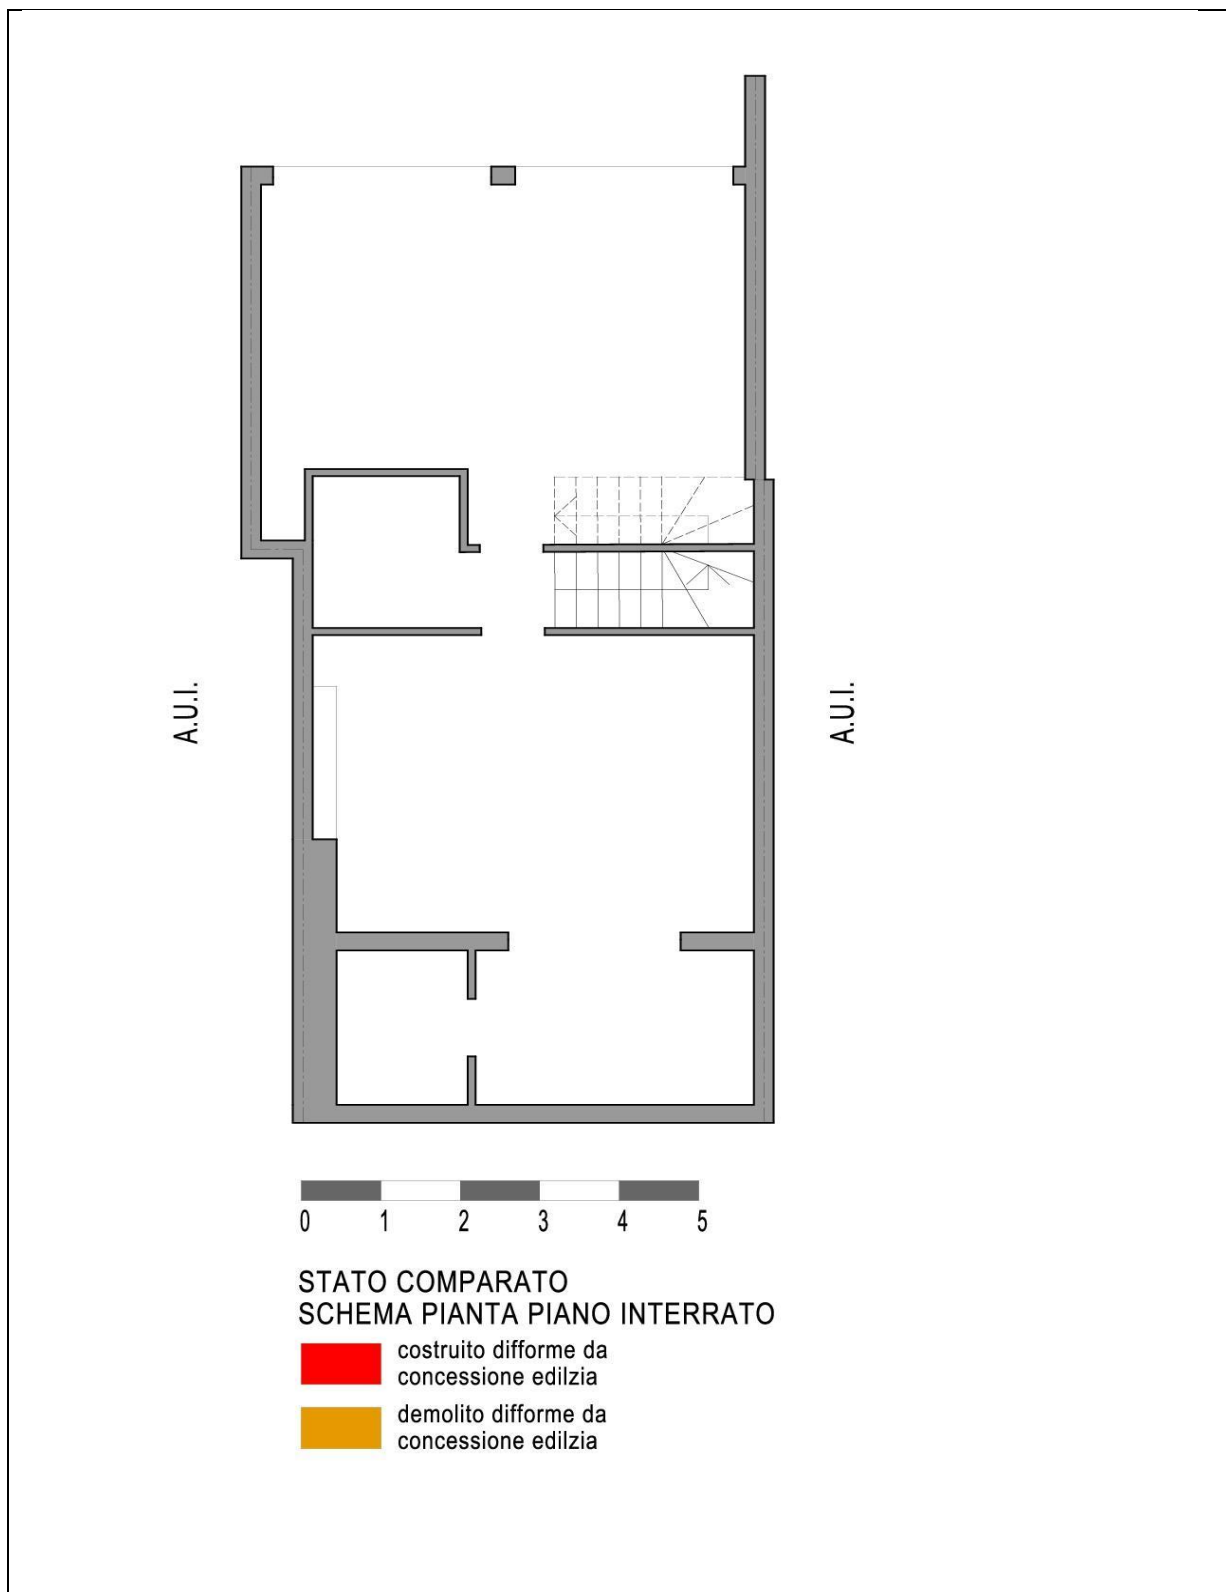 A.U.I.
A.U.I.
0 1 2 3 4 5
STATO COMPARATO
SCHEMA PIANTA PIANO INTERRATO
costruito difforme da
concessione edilzia
demolito difforme da
concessione edilzia